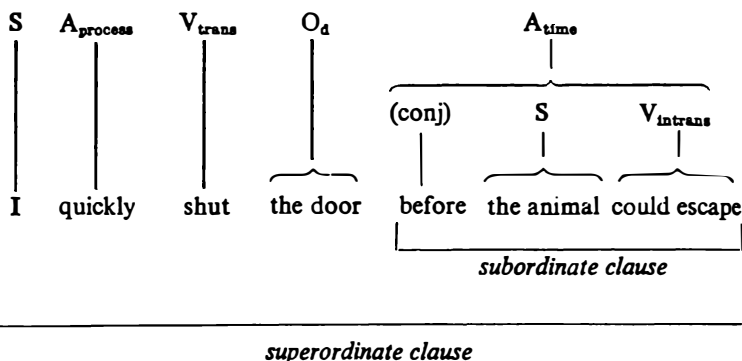 S A_process V_trans O_d A_time
(conj) S V_intrans
I quickly shut the door before the animal could escape
subordinate clause
superordinate clause